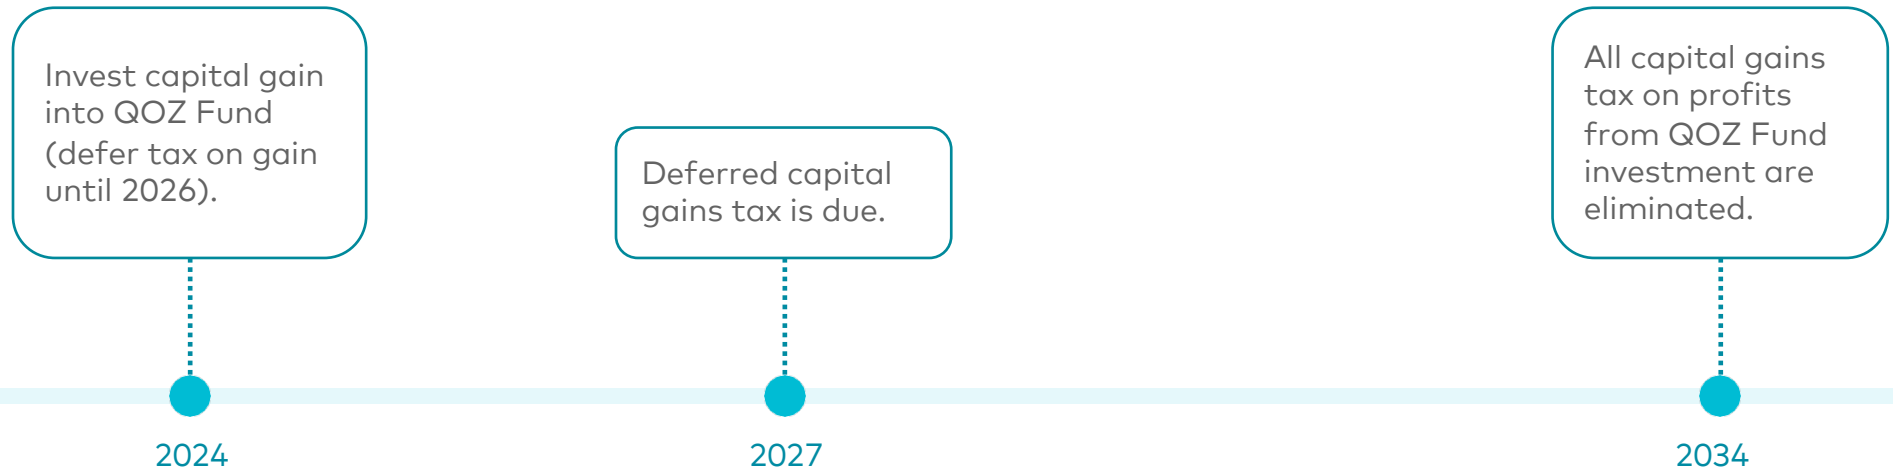 Invest capital gain
into QOZ Fund
(defer tax on gain
until 2026).
Deferred capital
gains tax is due.
All capital gains
tax on profits
from QOZ Fund
investment are
eliminated.
2024
2027
2034